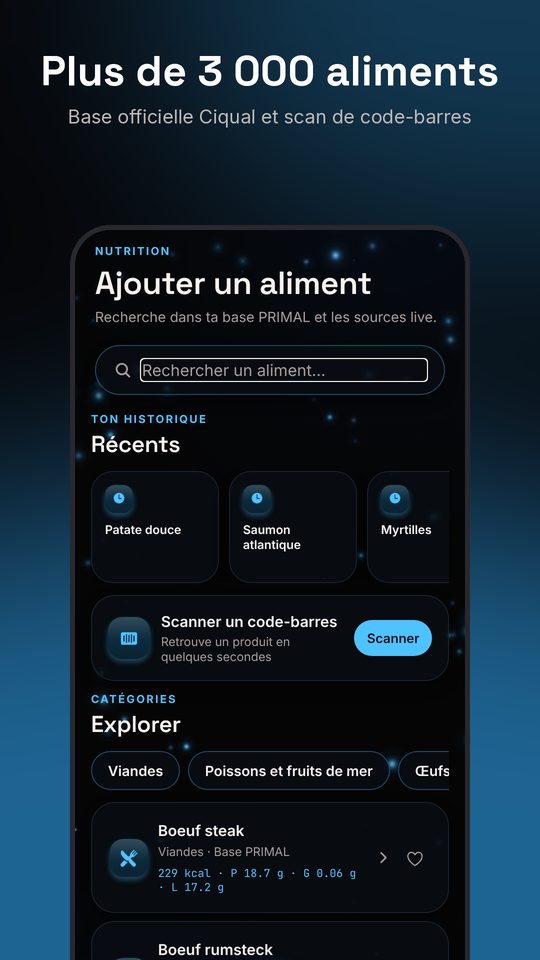 Plus de 3 000 aliments
Base officielle Ciqual et scan de code-barres
NUTRITION
Ajouter un aliment
Recherche dans ta base PRIMAL et les sources live.
Rechercher un aliment...
TON HISTORIQUE
Récents
Patate douce
Saumon
atlantique
Myrtilles
Scanner un code-barres
Retrouve un produit en
quelques secondes
Scanner
CATÉGORIES
Explorer
Viandes
Poissons et fruits de mer
Œufs
Boeuf steak
Viandes · Base PRIMAL
229 kcal · P 18.7 g · G 0.06 g
· L 17.2 g
Boeuf rumsteck